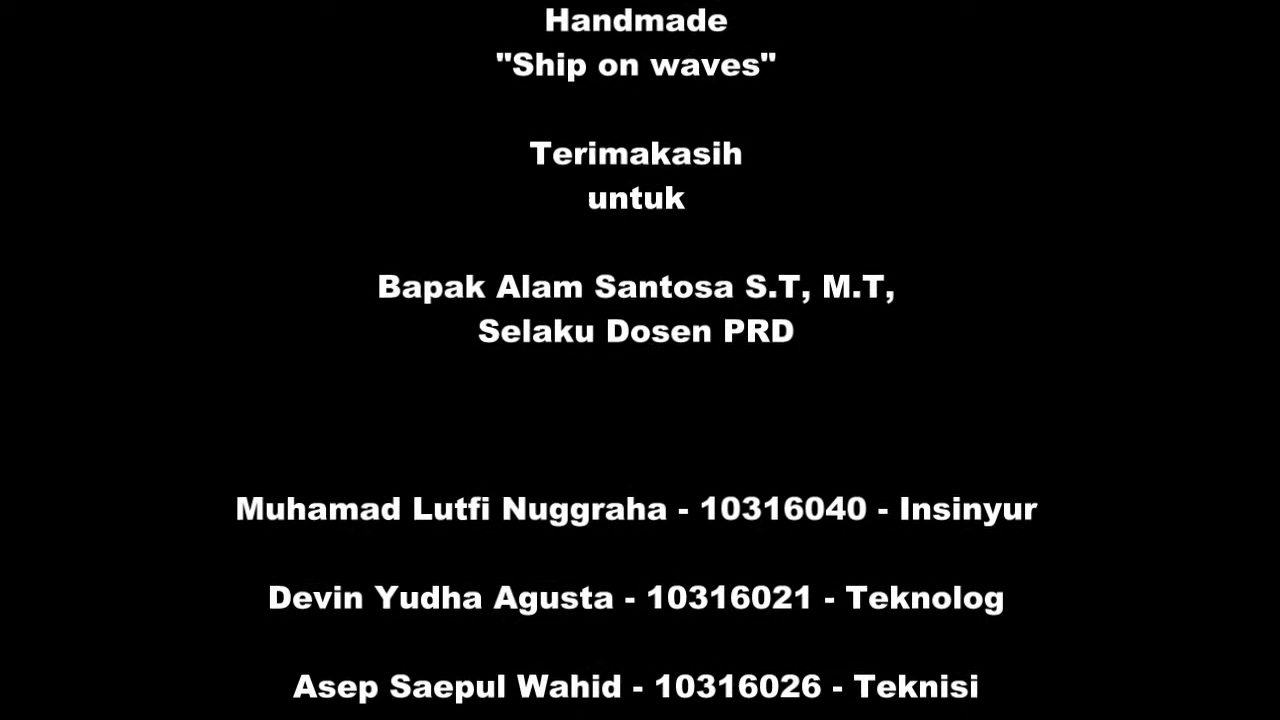 Handmade
"Ship on waves"
Terimakasih
untuk
Bapak Alam Santosa S.T, M.T,
Selaku Dosen PRD
Muhamad Lutfi Nuggraha - 10316040 - Insinyur
Devin Yudha Agusta - 10316021 - Teknolog
Asep Saepul Wahid - 10316026 - Teknisi